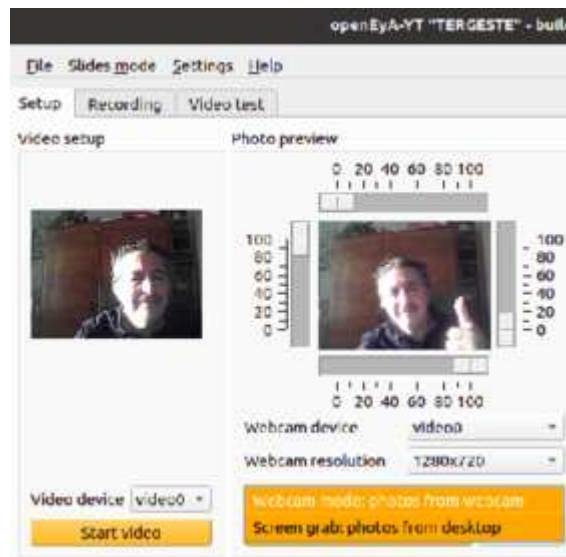 openEyA-YT "TERGESTE" - buil
File Slides mode Settings Help
Setup Recording Video test
Video setup Photo preview
0 20 40 60 80 100
100 100
80 80
60 60
40 40
20 20
0 0
0 20 40 60 80 100
Webcam device video0
Webcam resolution 1280x720
Webcam mode: photos from webcam
Video device video0
Screen grab: photos from desktop
Start video